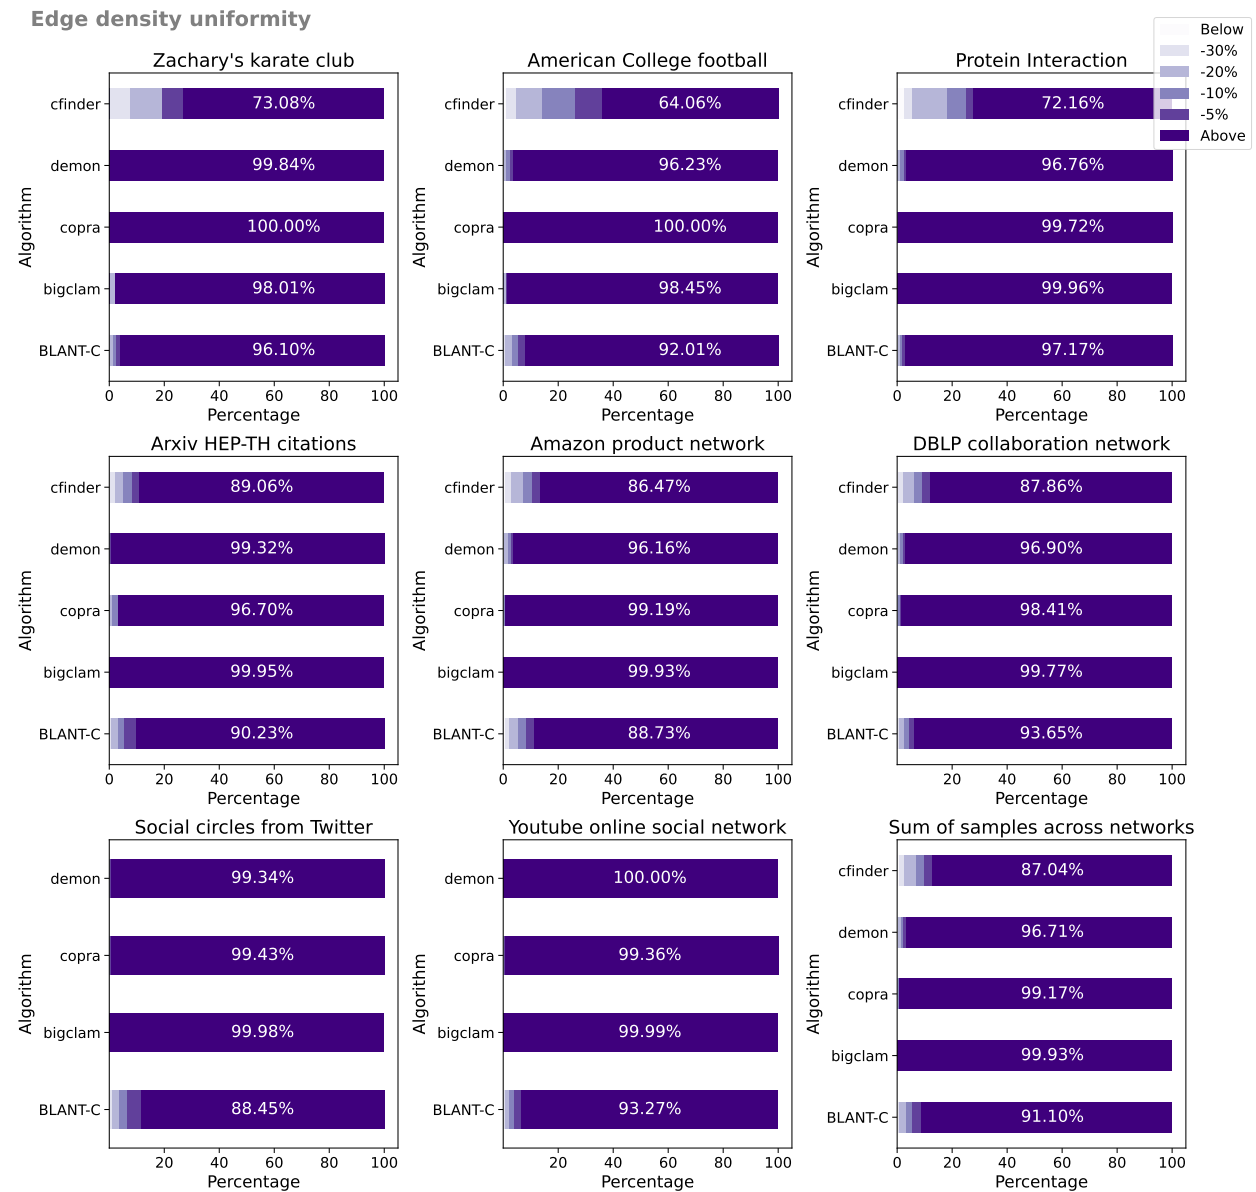 Edge density uniformity
Below
-30%
-20%
-10%
-5%
Above
Zachary's karate club
Algorithm
cfinder 73.08%
demon 99.84%
copra 100.00%
bigclam 98.01%
BLANT-C 96.10%
0 20 40 60 80 100
Percentage
American College football
Algorithm
cfinder 64.06%
demon 96.23%
copra 100.00%
bigclam 98.45%
BLANT-C 92.01%
0 20 40 60 80 100
Percentage
Protein Interaction
Algorithm
cfinder 72.16%
demon 96.76%
copra 99.72%
bigclam 99.96%
BLANT-C 97.17%
0 20 40 60 80 100
Percentage
Arxiv HEP-TH citations
Algorithm
cfinder 89.06%
demon 99.32%
copra 96.70%
bigclam 99.95%
BLANT-C 90.23%
0 20 40 60 80 100
Percentage
Amazon product network
Algorithm
cfinder 86.47%
demon 96.16%
copra 99.19%
bigclam 99.93%
BLANT-C 88.73%
0 20 40 60 80 100
Percentage
DBLP collaboration network
Algorithm
cfinder 87.86%
demon 96.90%
copra 98.41%
bigclam 99.77%
BLANT-C 93.65%
20 40 60 80 100
Percentage
Social circles from Twitter
Algorithm
demon 99.34%
copra 99.43%
bigclam 99.98%
BLANT-C 88.45%
20 40 60 80 100
Percentage
Youtube online social network
Algorithm
demon 100.00%
copra 99.36%
bigclam 99.99%
BLANT-C 93.27%
20 40 60 80 100
Percentage
Sum of samples across networks
Algorithm
cfinder 87.04%
demon 96.71%
copra 99.17%
bigclam 99.93%
BLANT-C 91.10%
0 20 40 60 80 100
Percentage